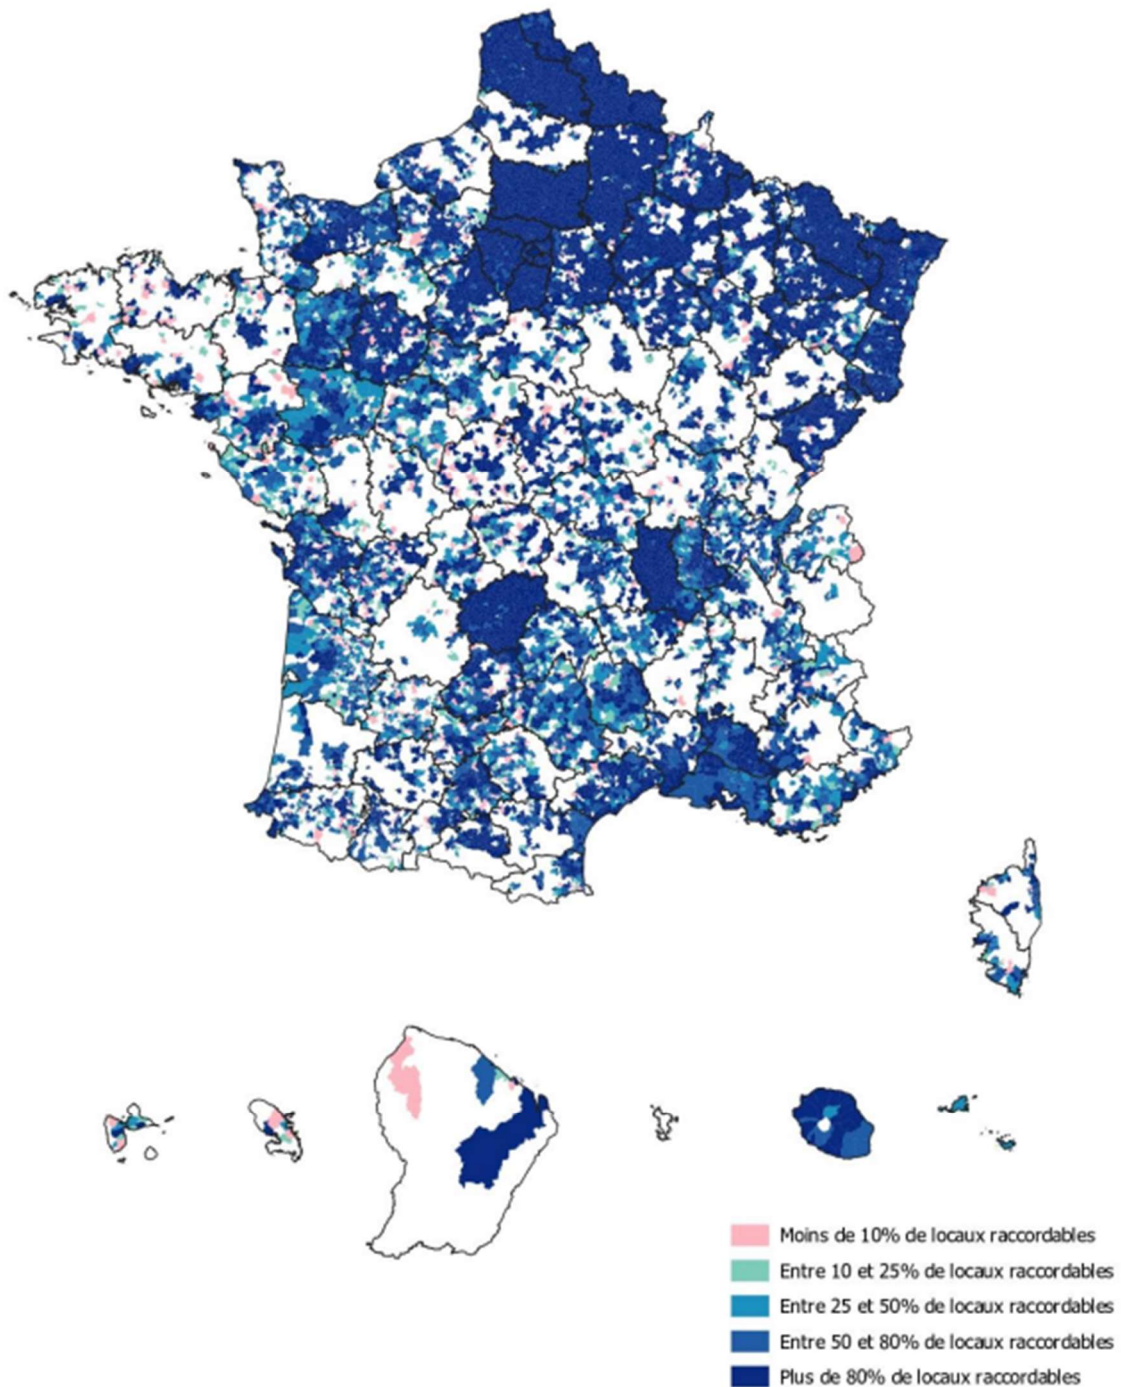 Moins de 10% de locaux raccordables
Entre 10 et 25% de locaux raccordables
Entre 25 et 50% de locaux raccordables
Entre 50 et 80% de locaux raccordables
Plus de 80% de locaux raccordables